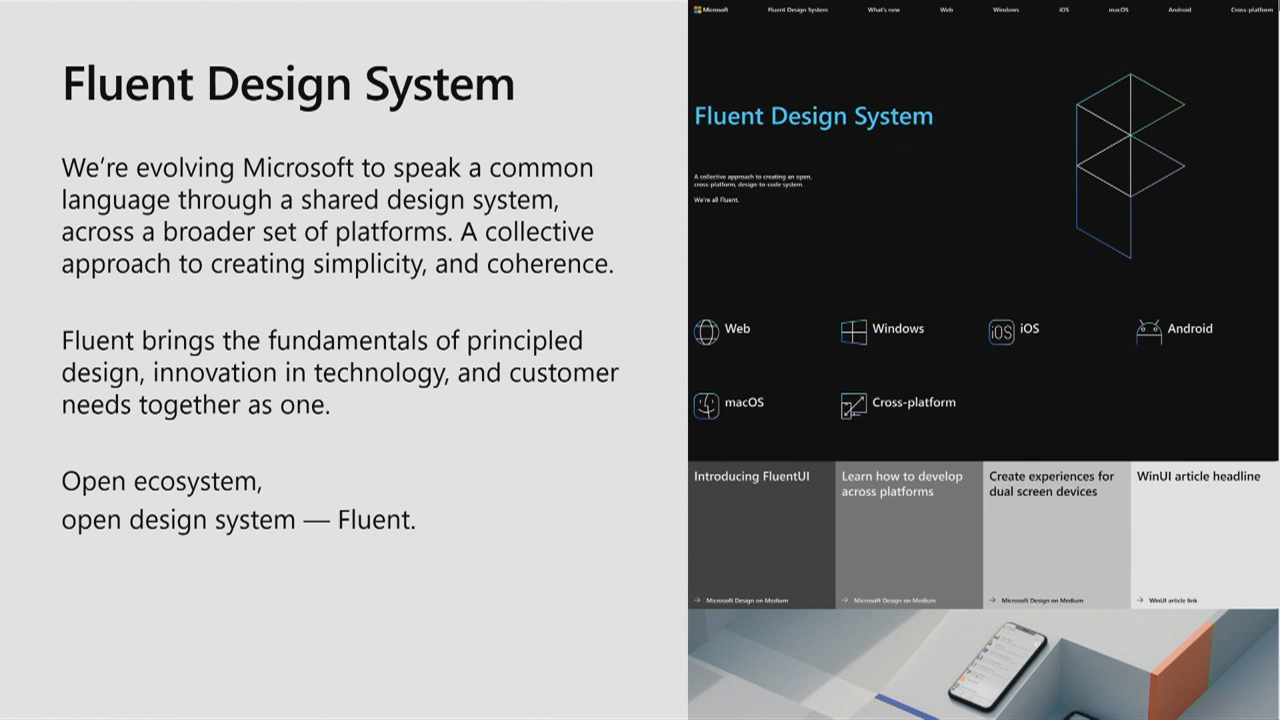 Fluent Design System
We're evolving Microsoft to speak a common
language through a shared design system,
across a broader set of platforms. A collective
approach to creating simplicity, and coherence.
Fluent brings the fundamentals of principled
design, innovation in technology, and customer
needs together as one.
Open ecosystem,
open design system — Fluent.
Microsoft Fluent Design System What's new Web Windows iOS macOS Android Cross-platform
Fluent Design System
A collective approach to creating an open,
cross-platform, design-to-code system.
We're all Fluent.
Web
Windows
iOS iOS
Android
macOS
Cross-platform
Introducing FluentUI
→ Microsoft Design on Medium
Learn how to develop
across platforms
→ Microsoft Design on Medium
Create experiences for
dual screen devices
→ Microsoft Design on Medium
WinUI article headline
→ WinUI article link